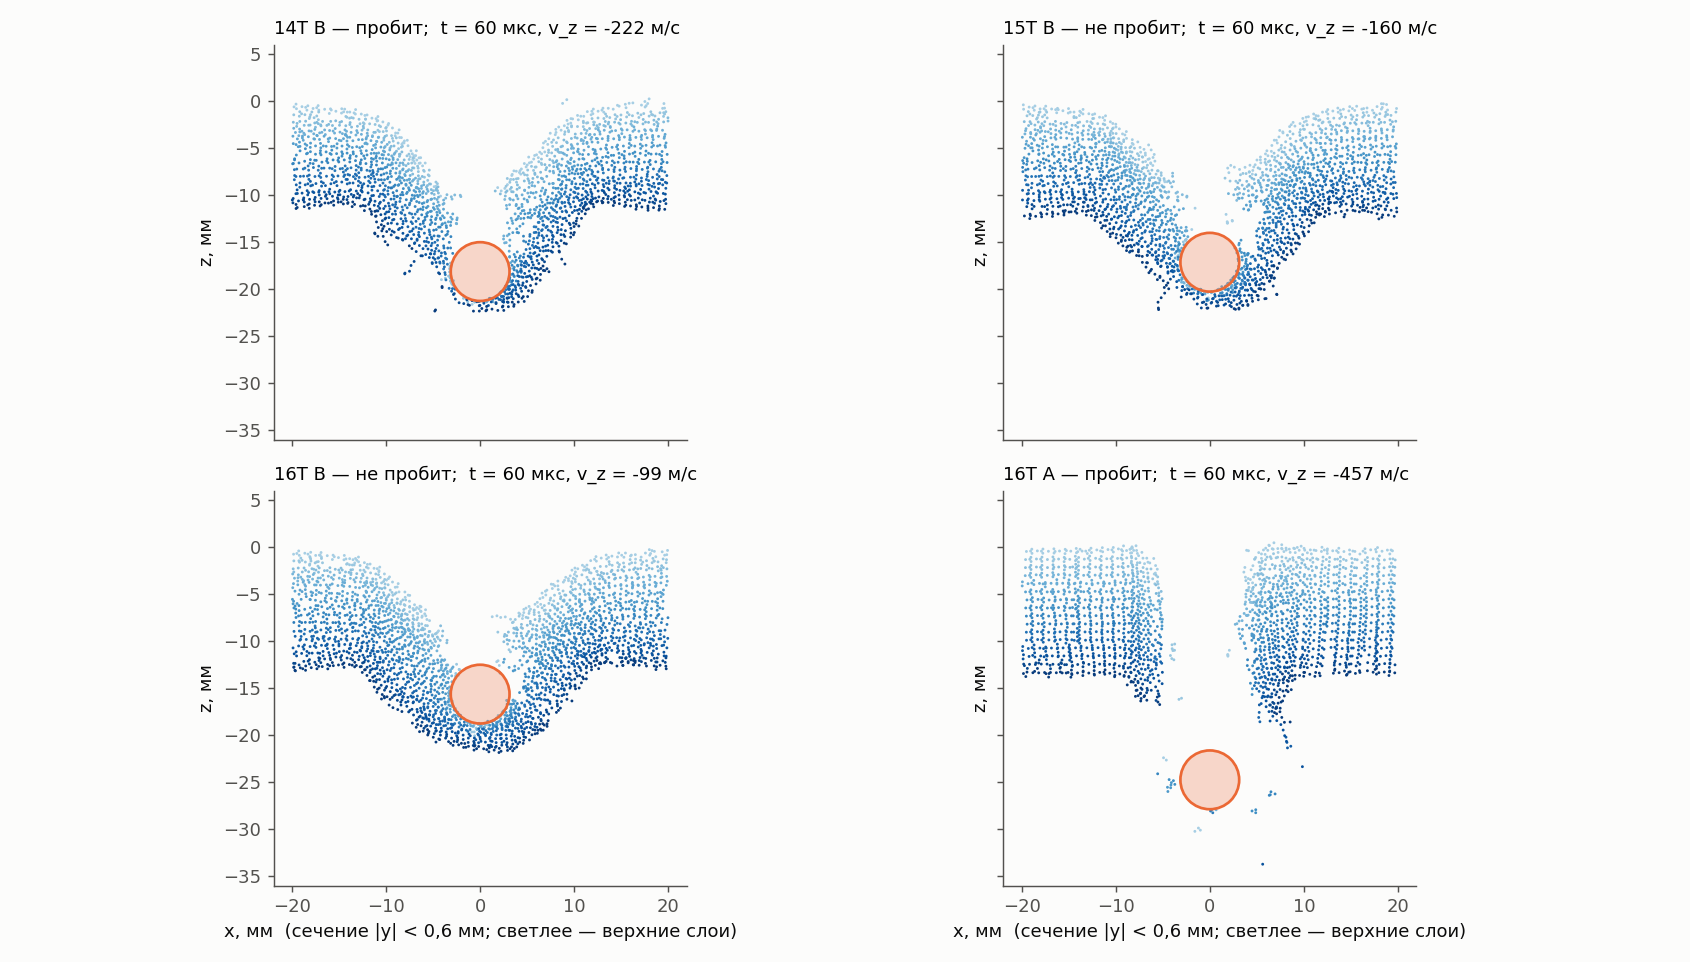 14T B — пробит;  t = 60 мкс, v_z = -222 м/с
15T B — не пробит;  t = 60 мкс, v_z = -160 м/с
5
0
−5
−10
−15
−20
−25
−30
−35
z, мм
z, мм
16T B — не пробит;  t = 60 мкс, v_z = -99 м/с
16T A — пробит;  t = 60 мкс, v_z = -457 м/с
5
0
−5
−10
−15
−20
−25
−30
−35
z, мм
z, мм
−20 −10 0 10 20
−20 −10 0 10 20
x, мм  (сечение |y| < 0,6 мм; светлее — верхние слои)
x, мм  (сечение |y| < 0,6 мм; светлее — верхние слои)